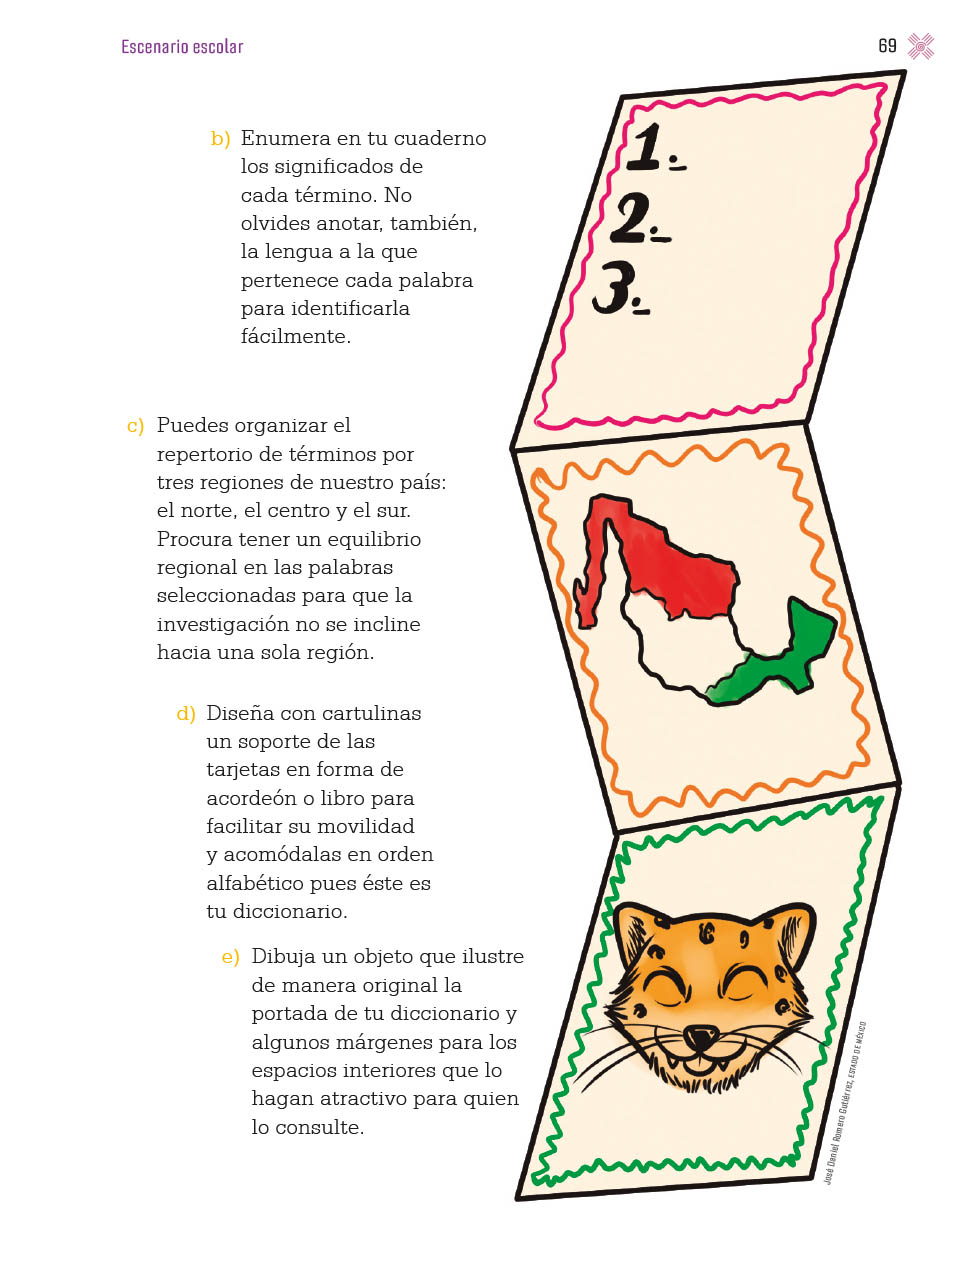 Escenario escolar
69
b) Enumera en tu cuaderno
los significados de
cada término. No
olvides anotar, también,
la lengua a la que
pertenece cada palabra
para identificarla
fácilmente.
c) Puedes organizar el
repertorio de términos por
tres regiones de nuestro país:
el norte, el centro y el sur.
Procura tener un equilibrio
regional en las palabras
seleccionadas para que la
investigación no se incline
hacia una sola región.
d) Diseña con cartulinas
un soporte de las
tarjetas en forma de
acordeón o libro para
facilitar su movilidad
y acomódalas en orden
alfabético pues éste es
tu diccionario.
e) Dibuja un objeto que ilustre
de manera original la
portada de tu diccionario y
algunos márgenes para los
espacios interiores que lo
hagan atractivo para quien
lo consulte.
1.-
2.-
3.-
José Daniel Romero Gutiérrez, ESTADO DE MÉXICO